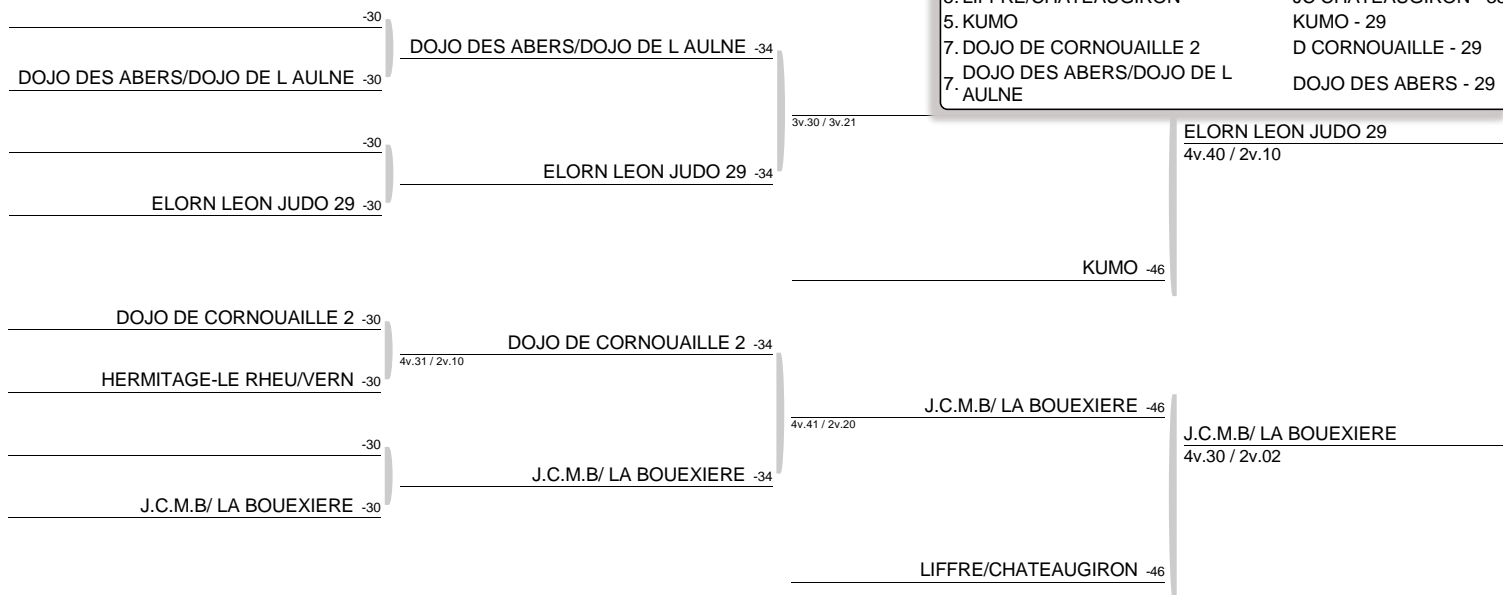 -30
DOJO DES ABERS/DOJO DE L AULNE -30
-30
ELORN LEON JUDO 29 -30
DOJO DE CORNOUAILLE 2 -30
HERMITAGE-LE RHEU/VERN -30
-30
J.C.M.B/ LA BOUEXIERE -30
DOJO DES ABERS/DOJO DE L AULNE -34
ELORN LEON JUDO 29 -34
DOJO DE CORNOUAILLE 2 -34
4v.31 / 2v.10
J.C.M.B/ LA BOUEXIERE -34
3v.30 / 3v.21
KUMO -46
J.C.M.B/ LA BOUEXIERE -46
4v.41 / 2v.20
LIFFRE/CHATEAUGIRON -46
5. KUMO KUMO - 29
7. DOJO DE CORNOUAILLE 2 D CORNOUAILLE - 29
7. DOJO DES ABERS/DOJO DE L
AULNE DOJO DES ABERS - 29
ELORN LEON JUDO 29
4v.40 / 2v.10
J.C.M.B/ LA BOUEXIERE
4v.30 / 2v.02